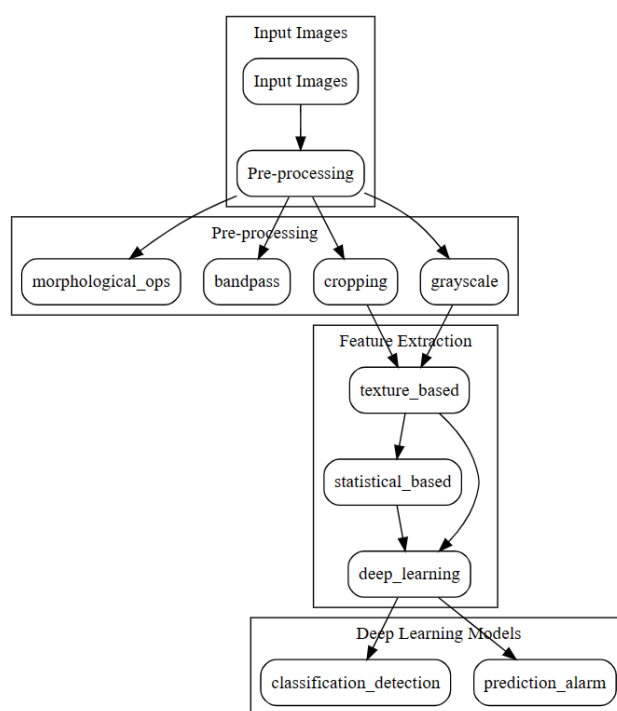 Input Images
Input Images
Pre-processing
Pre-processing
morphological_ops
bandpass
cropping
grayscale
Feature Extraction
texture_based
statistical_based
deep_learning
Deep Learning Models
classification_detection
prediction_alarm